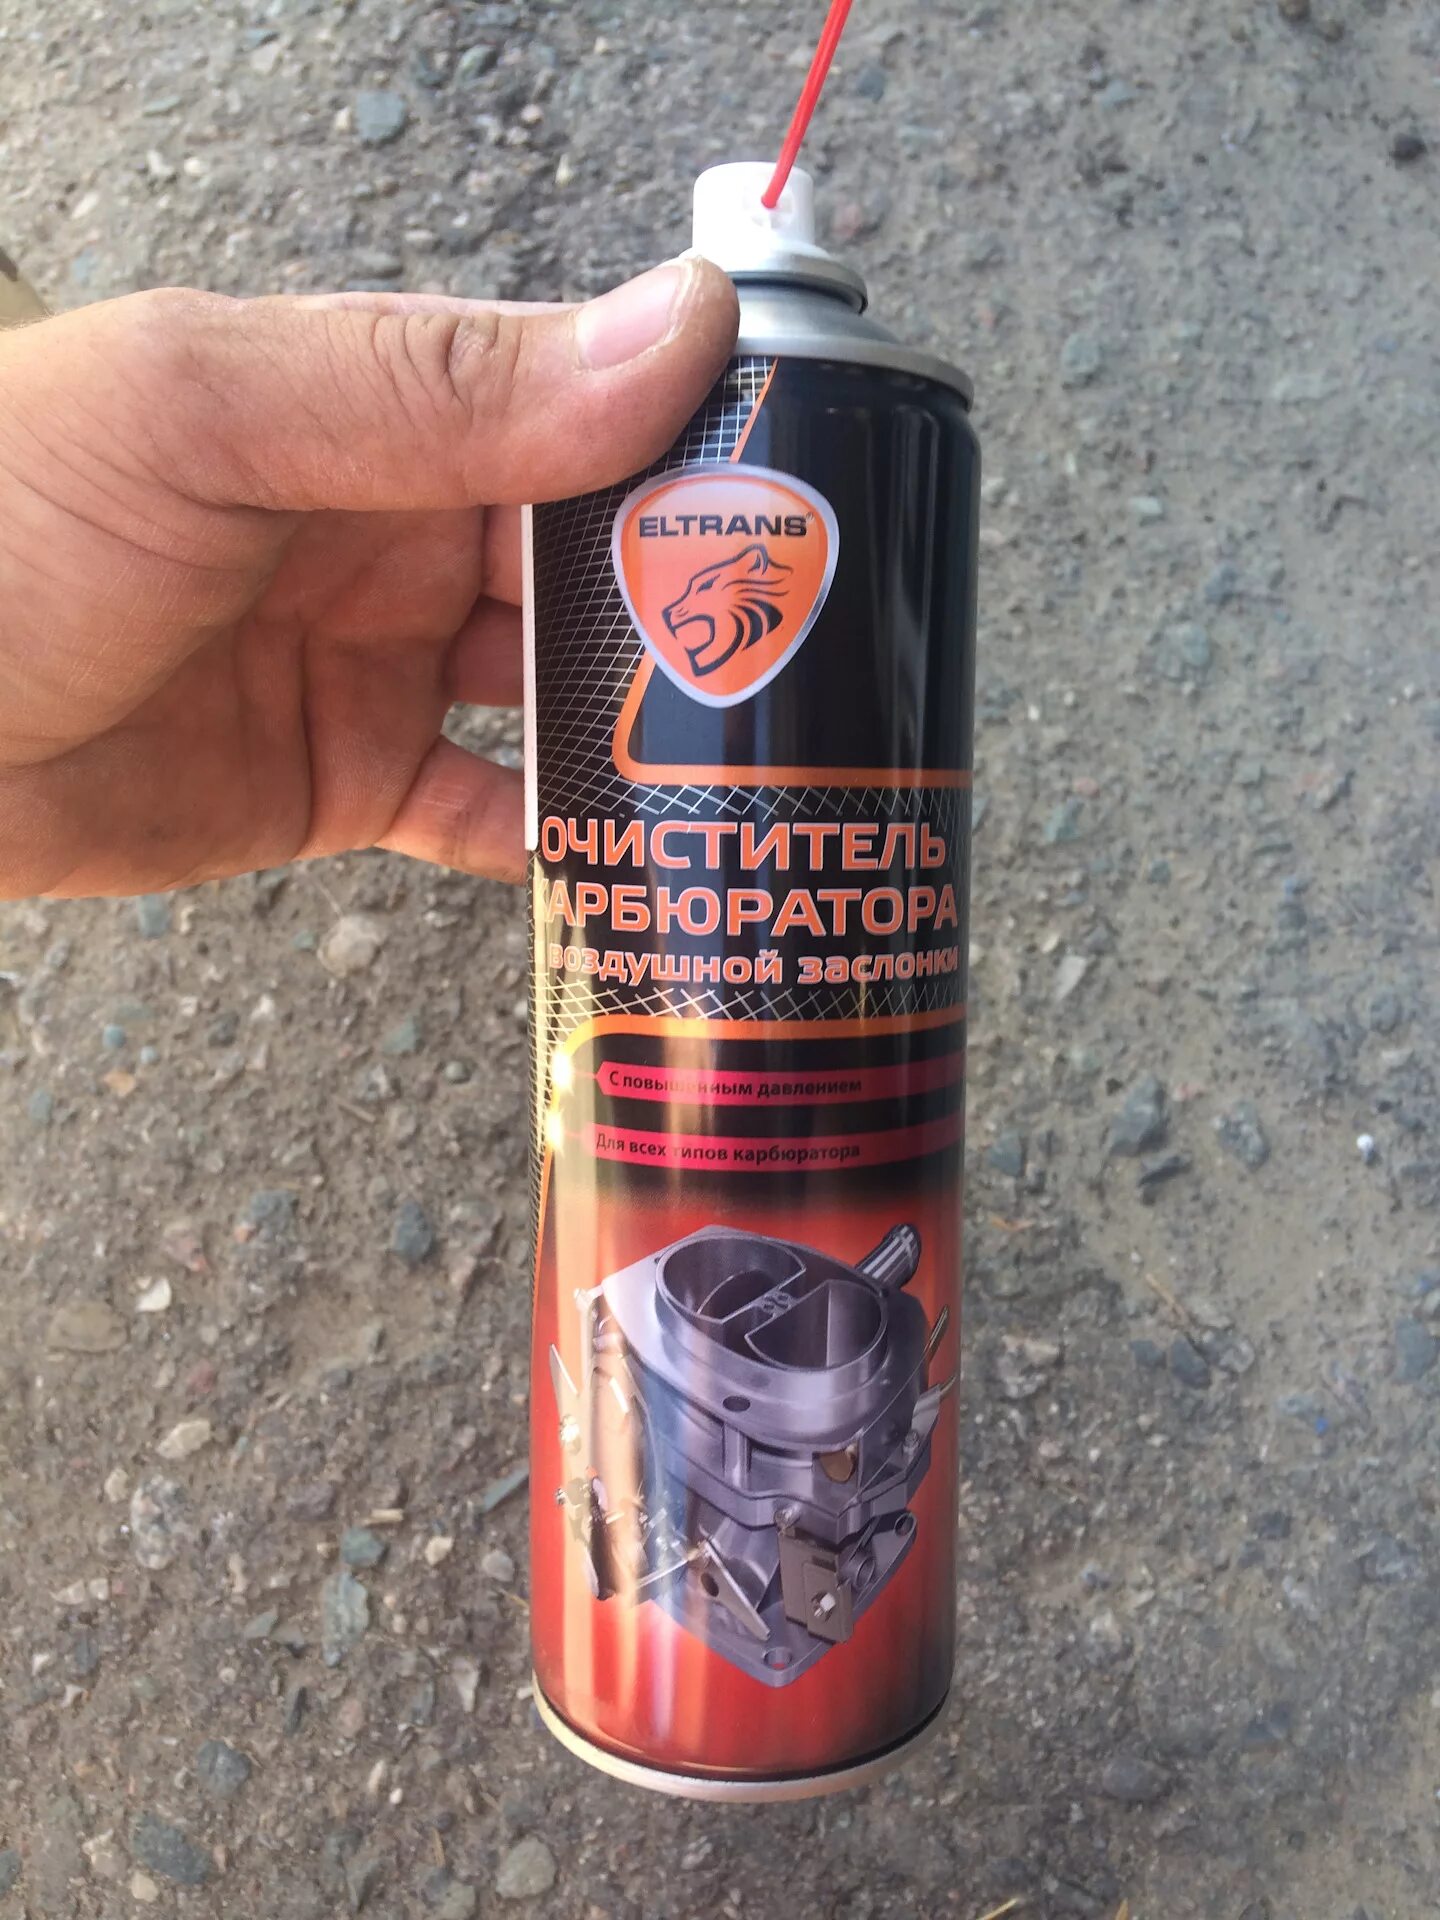 ELTRANS®
ОЧИСТИТЕЛЬ
КАРБЮРАТОРА
воздушной заслонки
С повышенным давлением
Для всех типов карбюратора